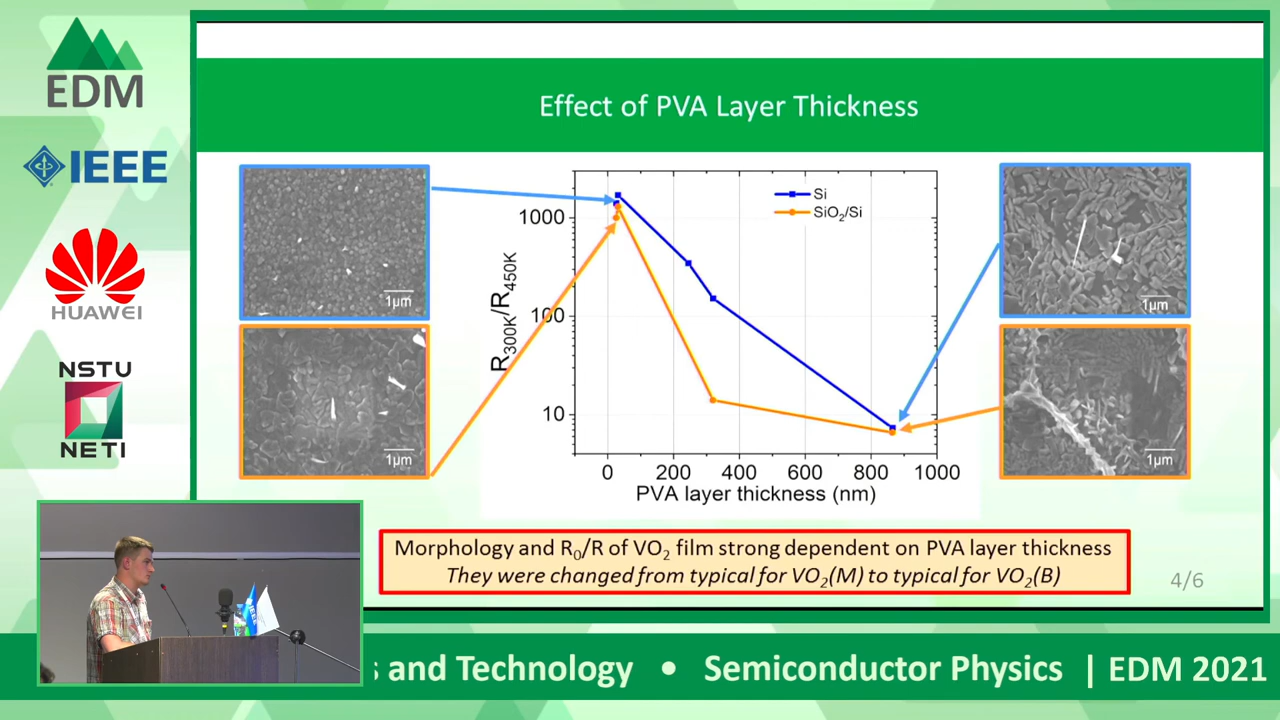 EDM
IEEE
HUAWEI
NSTU
NETI
Effect of PVA Layer Thickness
1µm
1µm
1µm
1µm
R300K/R450K
1000
100
10
Si
SiO2/Si
0 200 400 600 800 1000
PVA layer thickness (nm)
Morphology and R0/R of VO2 film strong dependent on PVA layer thickness
They were changed from typical for VO2(M) to typical for VO2(B)
4/6
IEEE
s and Technology • Semiconductor Physics | EDM 2021